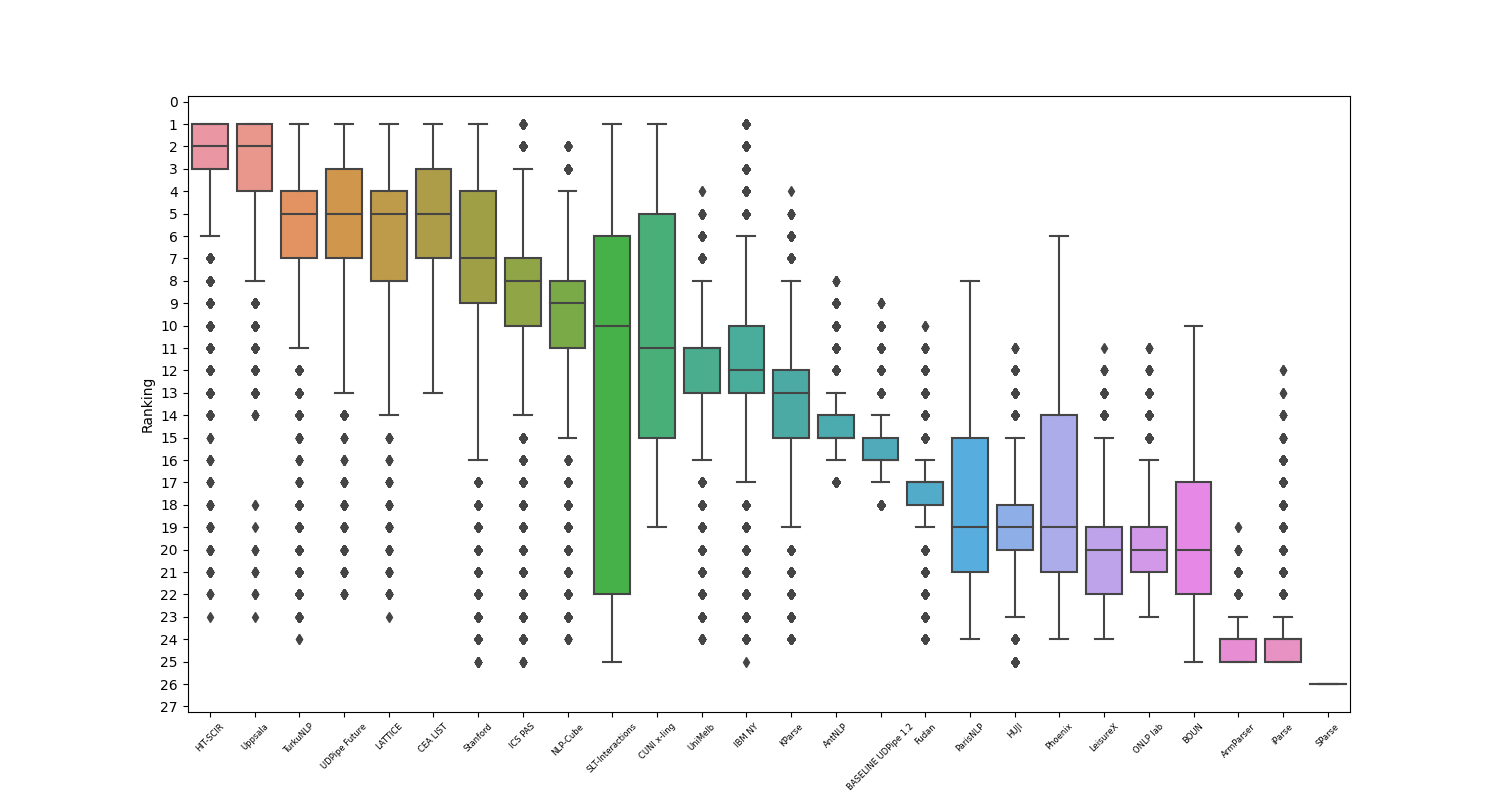 0
1
2
3
4
5
6
7
8
9
10
11
12
13
14
15
16
17
18
19
20
21
22
23
24
25
26
27
Ranking
HIT-SCIR
Uppsala
TurkuNLP
UDPipe Future
LATTICE
CEA LIST
Stanford
ICS PAS
NLP-Cube
SLT-Interactions
CUNI x-ling
UniMelb
IBM NY
KParse
AntNLP
BASELINE UDPipe 1.2
Fudan
ParisNLP
HUJI
Phoenix
LeisureX
ONLP lab
BOUN
ArmParser
iParse
SParse